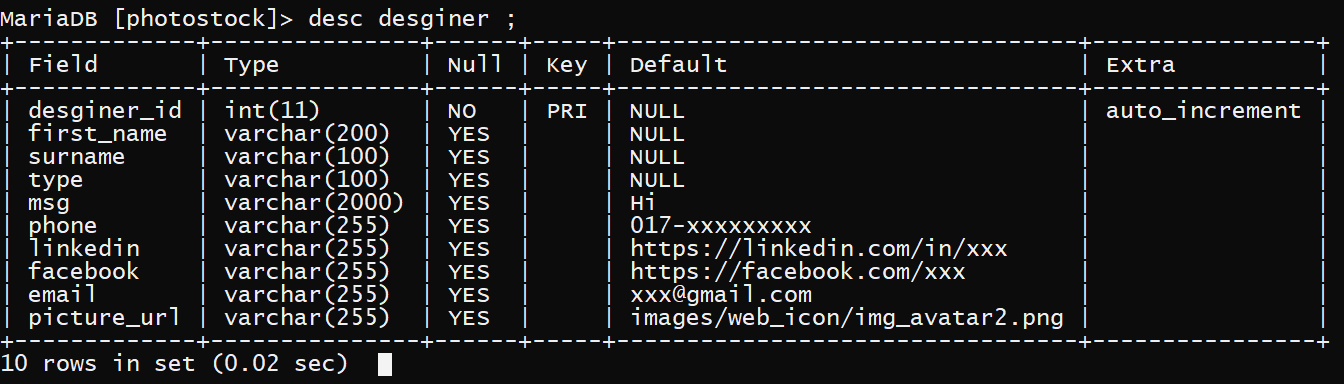 MariaDB [photostock]> desc desginer ;
+-------------+---------------+------+-----+------------------------------+----------------+
| Field       | Type          | Null | Key | Default                      | Extra          |
+-------------+---------------+------+-----+------------------------------+----------------+
| desginer_id | int(11)       | NO   | PRI | NULL                         | auto_increment |
| first_name  | varchar(200)  | YES  |     | NULL                         |                |
| surname     | varchar(100)  | YES  |     | NULL                         |                |
| type        | varchar(100)  | YES  |     | NULL                         |                |
| msg         | varchar(2000) | YES  |     | Hi                           |                |
| phone       | varchar(255)  | YES  |     | 017-xxxxxxxxx                |                |
| linkedin    | varchar(255)  | YES  |     | https://linkedin.com/in/xxx  |                |
| facebook    | varchar(255)  | YES  |     | https://facebook.com/xxx     |                |
| email       | varchar(255)  | YES  |     | xxx@gmail.com                |                |
| picture_url | varchar(255)  | YES  |     | images/web_icon/img_avatar2.png |                |
+-------------+---------------+------+-----+------------------------------+----------------+
10 rows in set (0.02 sec)